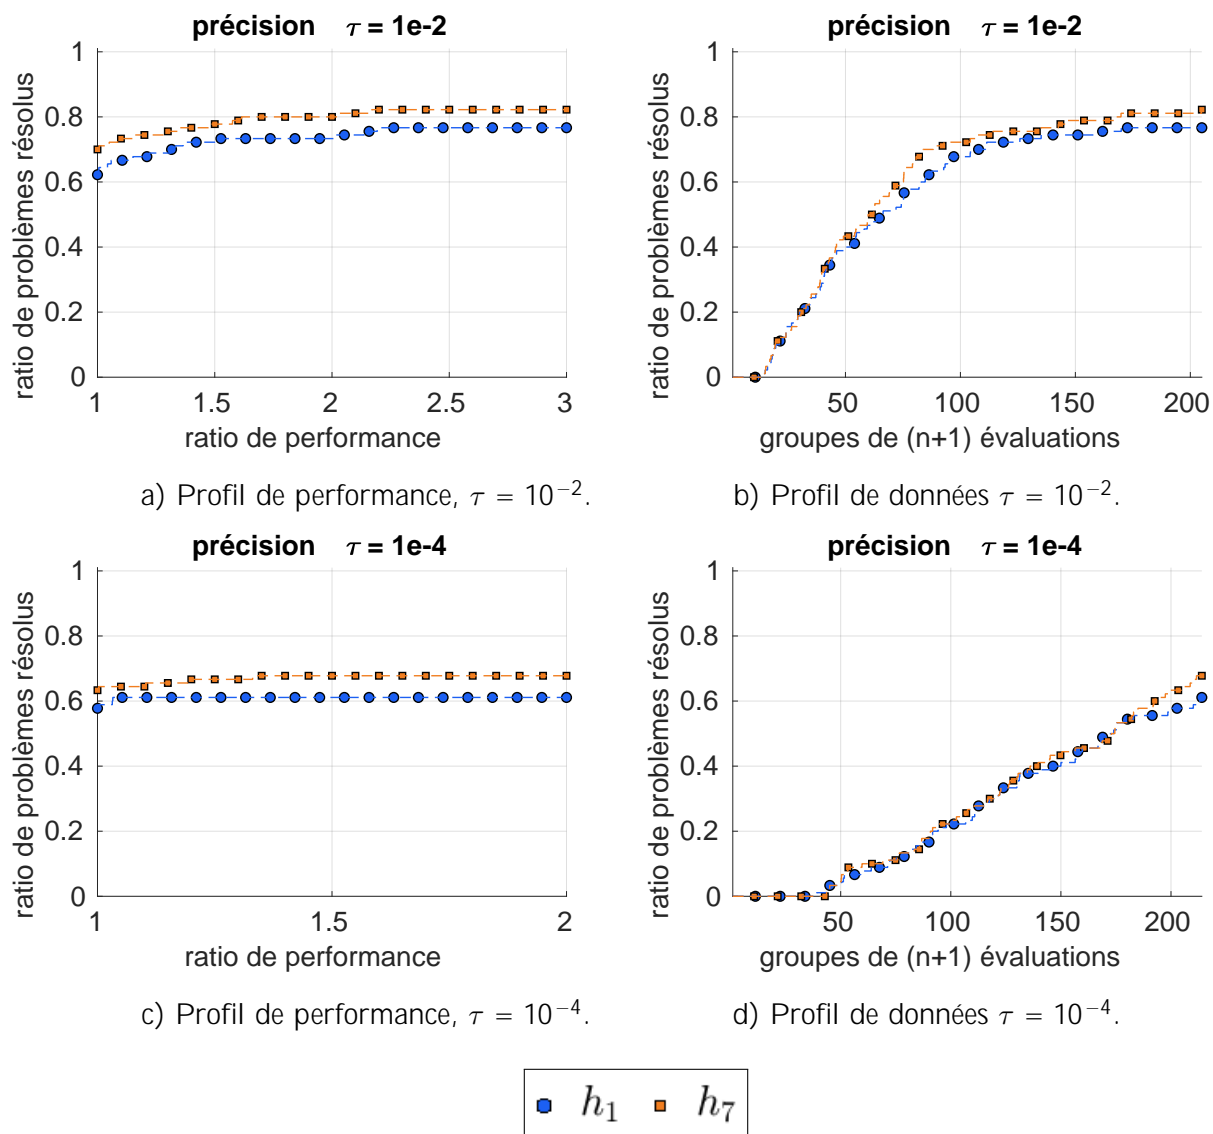 précision τ = 1e-2
ratio de problèmes résolus
1
0.8
0.6
0.4
0.2
0
1
1.5
2
2.5
3
ratio de performance
a) Profil de performance, τ = 10⁻².
précision τ = 1e-2
ratio de problèmes résolus
1
0.8
0.6
0.4
0.2
0
50
100
150
200
groupes de (n+1) évaluations
b) Profil de données τ = 10⁻².
précision τ = 1e-4
ratio de problèmes résolus
1
0.8
0.6
0.4
0.2
0
1
1.5
2
ratio de performance
c) Profil de performance, τ = 10⁻⁴.
précision τ = 1e-4
ratio de problèmes résolus
1
0.8
0.6
0.4
0.2
0
50
100
150
200
groupes de (n+1) évaluations
d) Profil de données τ = 10⁻⁴.
h₁ h₇